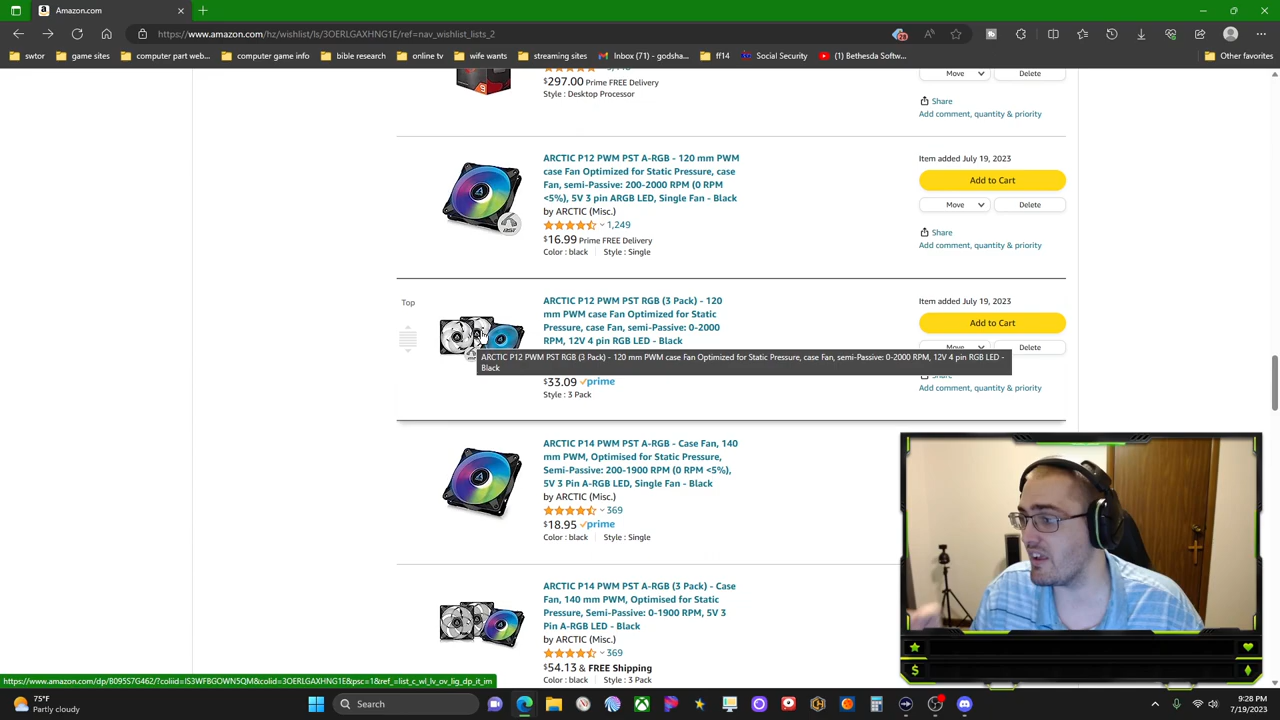 Amazon.com
https://www.amazon.com/hz/wishlist/ls/3OERLGAXHNG1E/ref=nav_wishlist_lists_2
swtor
game sites
computer part web...
computer game info
bible research
online tv
wife wants
streaming sites
Inbox (71) - godsha...
ff14
Social Security
(1) Bethesda Softw...
Other favorites
$297.00 Prime FREE Delivery
Style : Desktop Processor
Move
Delete
Share
Add comment, quantity & priority
ARCTIC P12 PWM PST A-RGB - 120 mm PWM
case Fan Optimized for Static Pressure, case
Fan, semi-Passive: 200-2000 RPM (0 RPM
<5%), 5V 3 pin ARGB LED, Single Fan - Black
by ARCTIC (Misc.)
1,249
$16.99 Prime FREE Delivery
Color : black
Style : Single
Item added July 19, 2023
Add to Cart
Move
Delete
Share
Add comment, quantity & priority
Top
ARCTIC P12 PWM PST RGB (3 Pack) - 120
mm PWM case Fan Optimized for Static
Pressure, case Fan, semi-Passive: 0-2000
RPM, 12V 4 pin RGB LED - Black
ARCTIC P12 PWM PST RGB (3 Pack) - 120 mm PWM case Fan Optimized for Static Pressure, case Fan, semi-Passive: 0-2000 RPM, 12V 4 pin RGB LED -
Black
$33.09 prime
Style : 3 Pack
Item added July 19, 2023
Add to Cart
Move
Delete
Share
Add comment, quantity & priority
ARCTIC P14 PWM PST A-RGB - Case Fan, 140
mm PWM, Optimised for Static Pressure,
Semi-Passive: 200-1900 RPM (0 RPM <5%),
5V 3 Pin A-RGB LED, Single Fan - Black
by ARCTIC (Misc.)
369
$18.95 prime
Color : black
Style : Single
ARCTIC P14 PWM PST A-RGB (3 Pack) - Case
Fan, 140 mm PWM, Optimised for Static
Pressure, Semi-Passive: 0-1900 RPM, 5V 3
Pin A-RGB LED - Black
by ARCTIC (Misc.)
369
$54.13 & FREE Shipping
Color : black
Style : 3 Pack
https://www.amazon.com/dp/B095S7G462/?coliid=IS3WFBGOWN5QM&colid=3OERLGAXHNG1E&psc=1&ref_=list_c_wl_lv_ov_lig_dp_it_im
75°F
Partly cloudy
Search
9:28 PM
7/19/2023